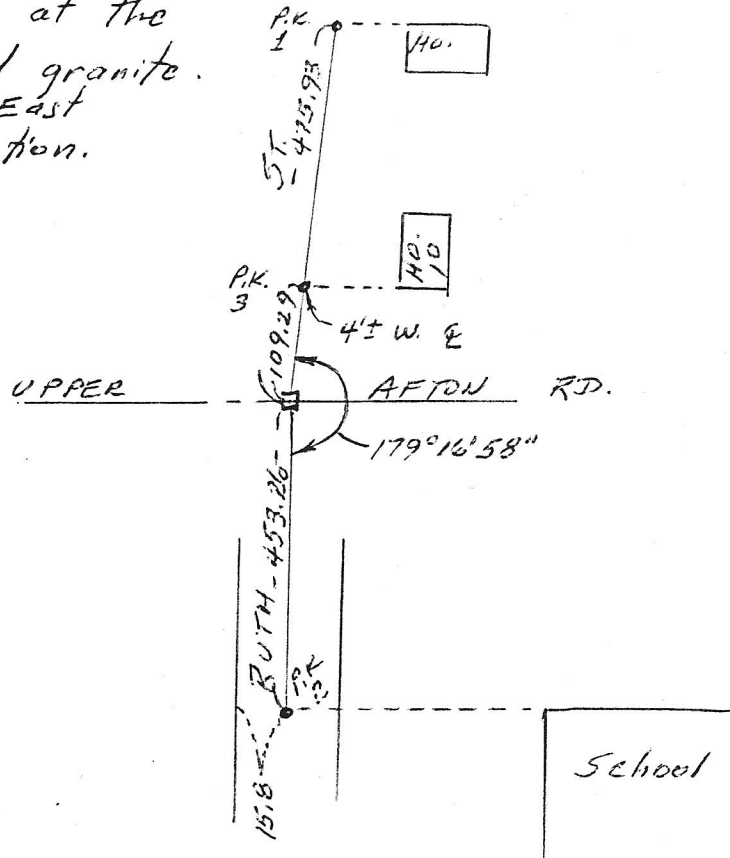 at the
granite.
East
tion.
P.K.
1
HO.
ST.
475.93
HO.
10
P.K.
3
4'± W. ℄
109.29
UPPER AFTON RD.
179°16'58"
453.26
RUTH
P.K.
15.8
School